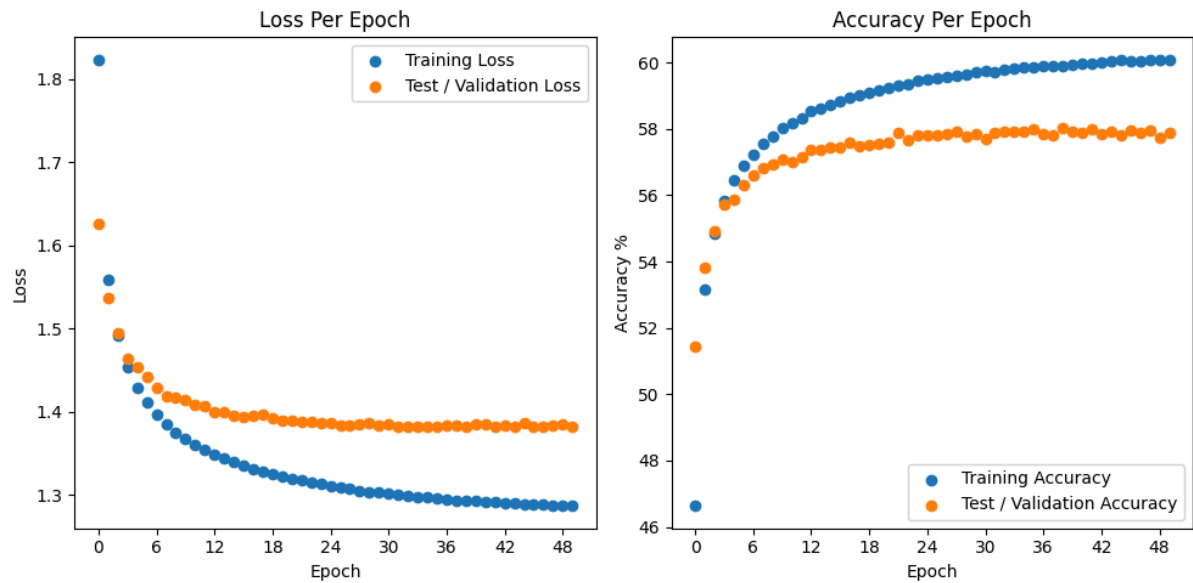 Loss Per Epoch
Training Loss
Test / Validation Loss
1.8
1.7
1.6
1.5
1.4
1.3
Loss
0 6 12 18 24 30 36 42 48
Epoch
Accuracy Per Epoch
60
58
56
54
52
50
48
46
Accuracy %
Training Accuracy
Test / Validation Accuracy
0 6 12 18 24 30 36 42 48
Epoch